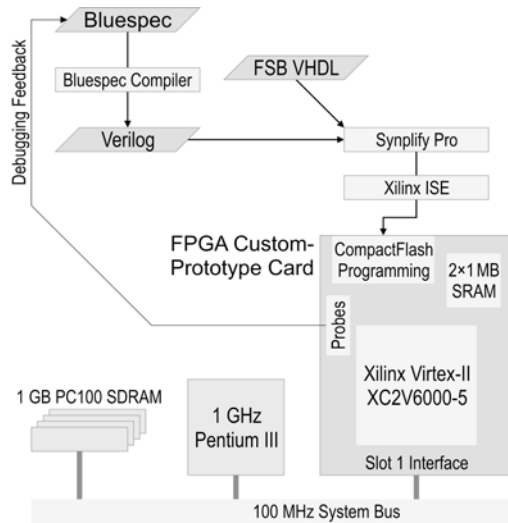 Bluespec
Bluespec Compiler
FSB VHDL
Debugging Feedback
Verilog
Synplify Pro
Xilinx ISE
FPGA Custom-
Prototype Card
CompactFlash
Programming
2×1 MB
SRAM
Probes
Xilinx Virtex-II
XC2V6000-5
1 GB PC100 SDRAM
1 GHz
Pentium III
Slot 1 Interface
100 MHz System Bus